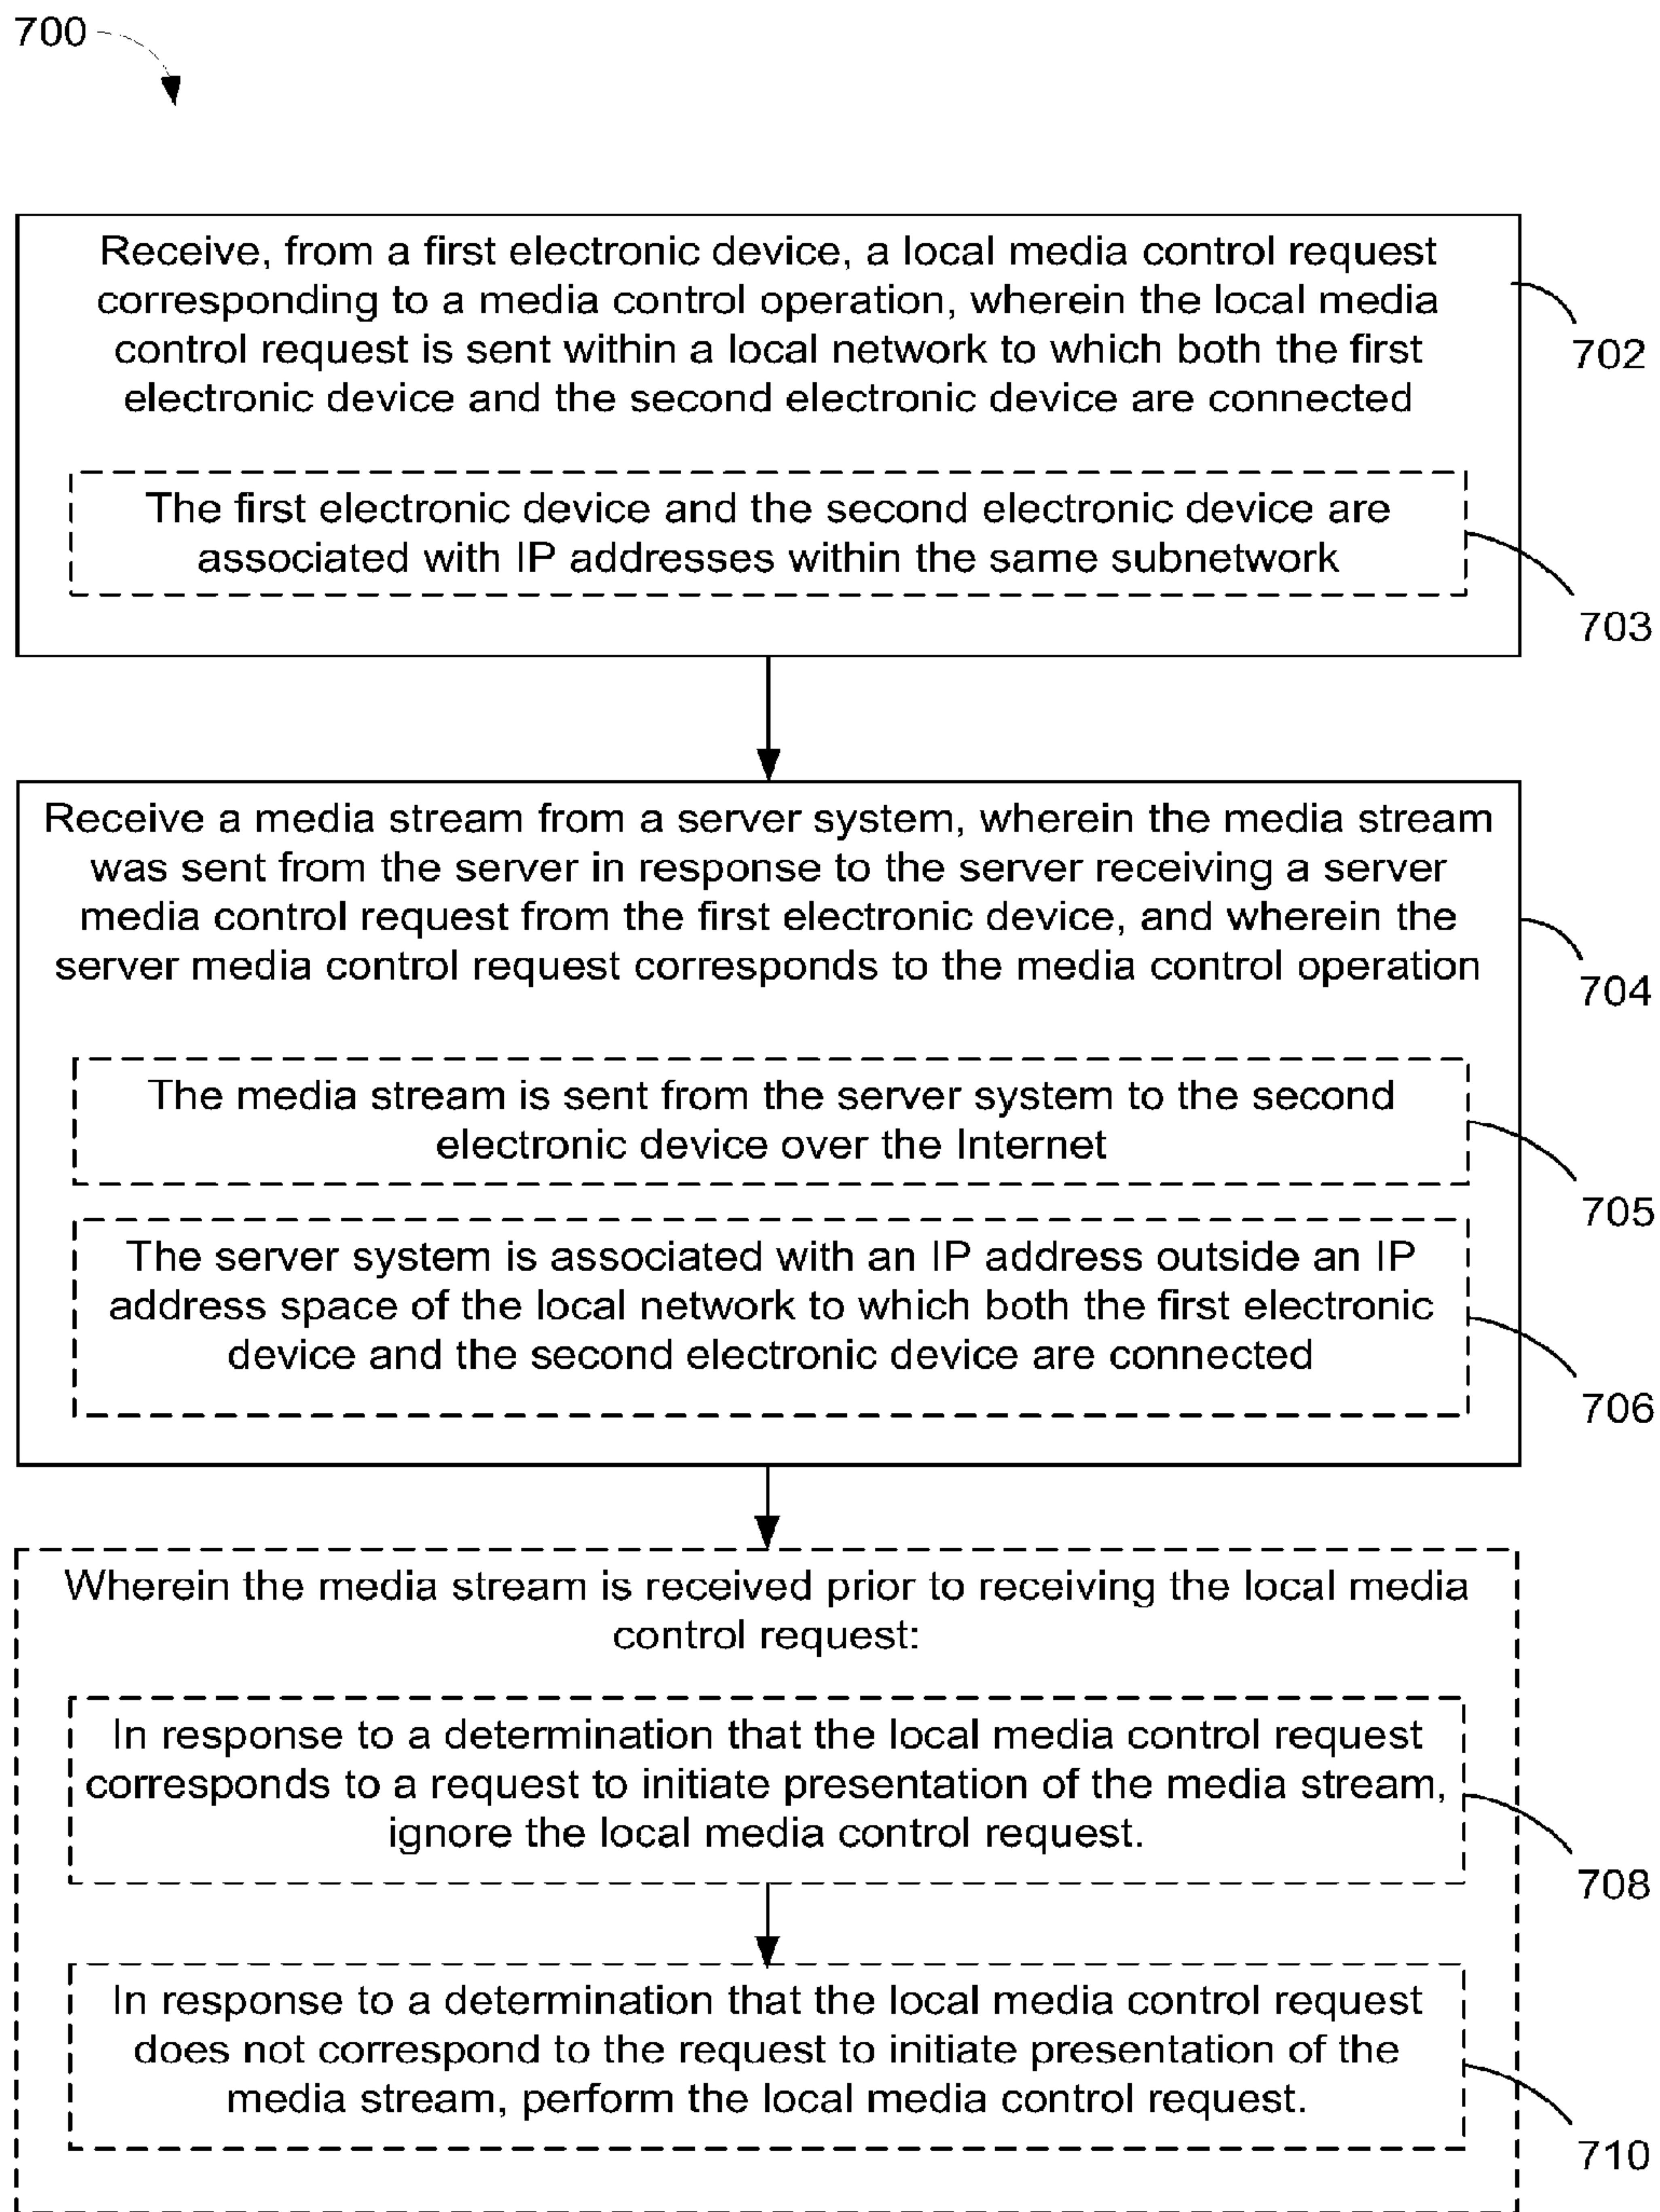 700
Receive, from a first electronic device, a local media control request
corresponding to a media control operation, wherein the local media
control request is sent within a local network to which both the first
electronic device and the second electronic device are connected
702
The first electronic device and the second electronic device are
associated with IP addresses within the same subnetwork
703
Receive a media stream from a server system, wherein the media stream
was sent from the server in response to the server receiving a server
media control request from the first electronic device, and wherein the
server media control request corresponds to the media control operation
704
The media stream is sent from the server system to the second
electronic device over the Internet
705
The server system is associated with an IP address outside an IP
address space of the local network to which both the first electronic
device and the second electronic device are connected
706
Wherein the media stream is received prior to receiving the local media
control request:
In response to a determination that the local media control request
corresponds to a request to initiate presentation of the media stream,
ignore the local media control request.
708
In response to a determination that the local media control request
does not correspond to the request to initiate presentation of the
media stream, perform the local media control request.
710